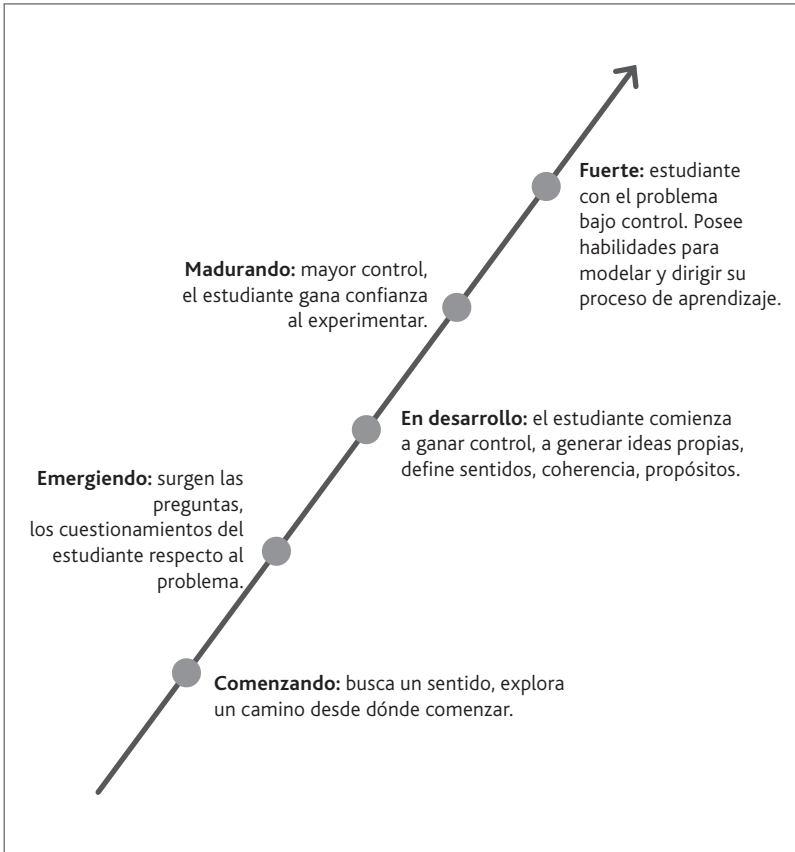 Fuerte: estudiante
con el problema
bajo control. Posee
habilidades para
modelar y dirigir su
proceso de aprendizaje.
Madurando: mayor control,
el estudiante gana confianza
al experimentar.
En desarrollo: el estudiante comienza
a ganar control, a generar ideas propias,
define sentidos, coherencia, propósitos.
Emergiendo: surgen las
preguntas,
los cuestionamientos del
estudiante respecto al
problema.
Comenzando: busca un sentido, explora
un camino desde dónde comenzar.